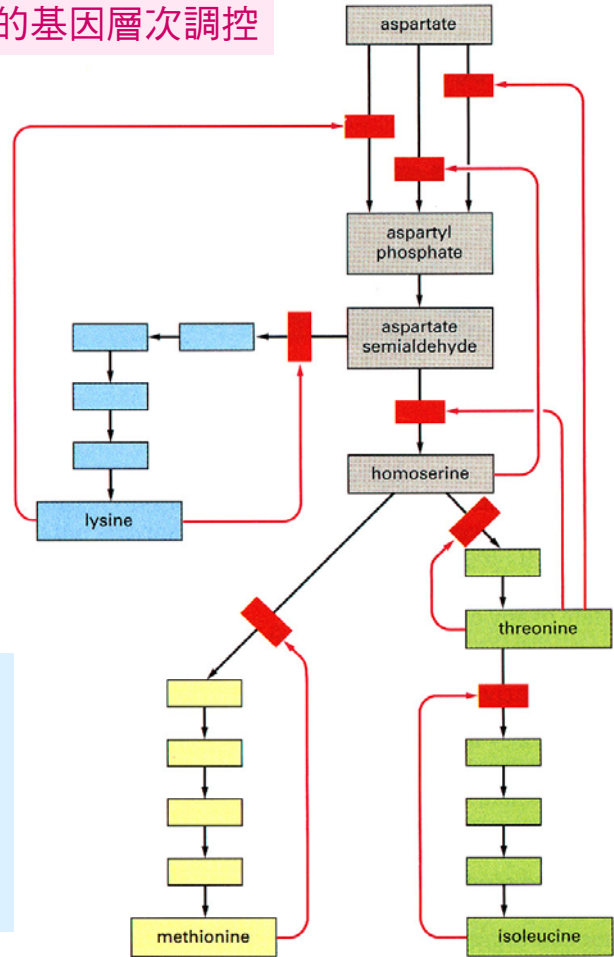 的基因層次調控
aspartate
aspartyl
phosphate
aspartate
semialdehyde
homoserine
lysine
threonine
methionine
isoleucine